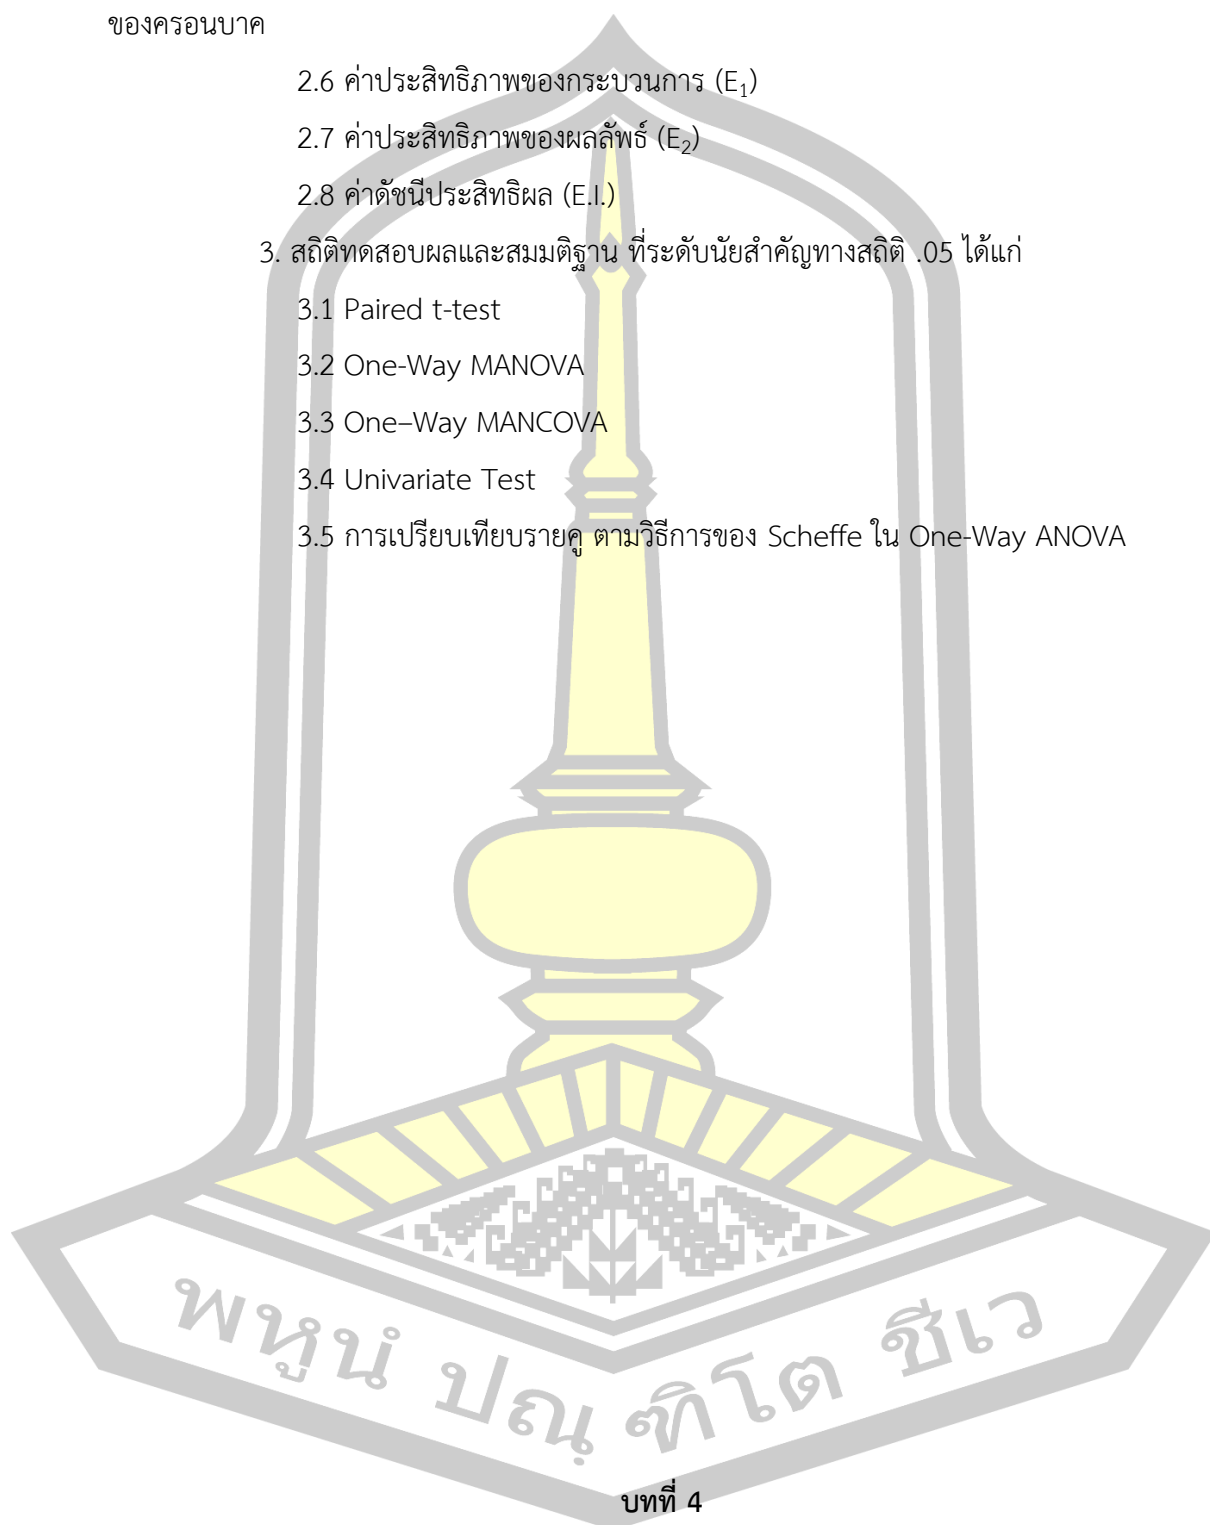 ของครอนบาค
2.6 ค่าประสิทธิภาพของกระบวนการ (E₁)
2.7 ค่าประสิทธิภาพของผลลัพธ์ (E₂)
2.8 ค่าดัชนีประสิทธิผล (E.I.)
3. สถิติทดสอบผลและสมมติฐาน ที่ระดับนัยสำคัญทางสถิติ .05 ได้แก่
3.1 Paired t-test
3.2 One-Way MANOVA
3.3 One–Way MANCOVA
3.4 Univariate Test
3.5 การเปรียบเทียบรายคู่ ตามวิธีการของ Scheffe ใน One-Way ANOVA
พหูนํ ปณฺฑิโต ชีเว
บทที่ 4